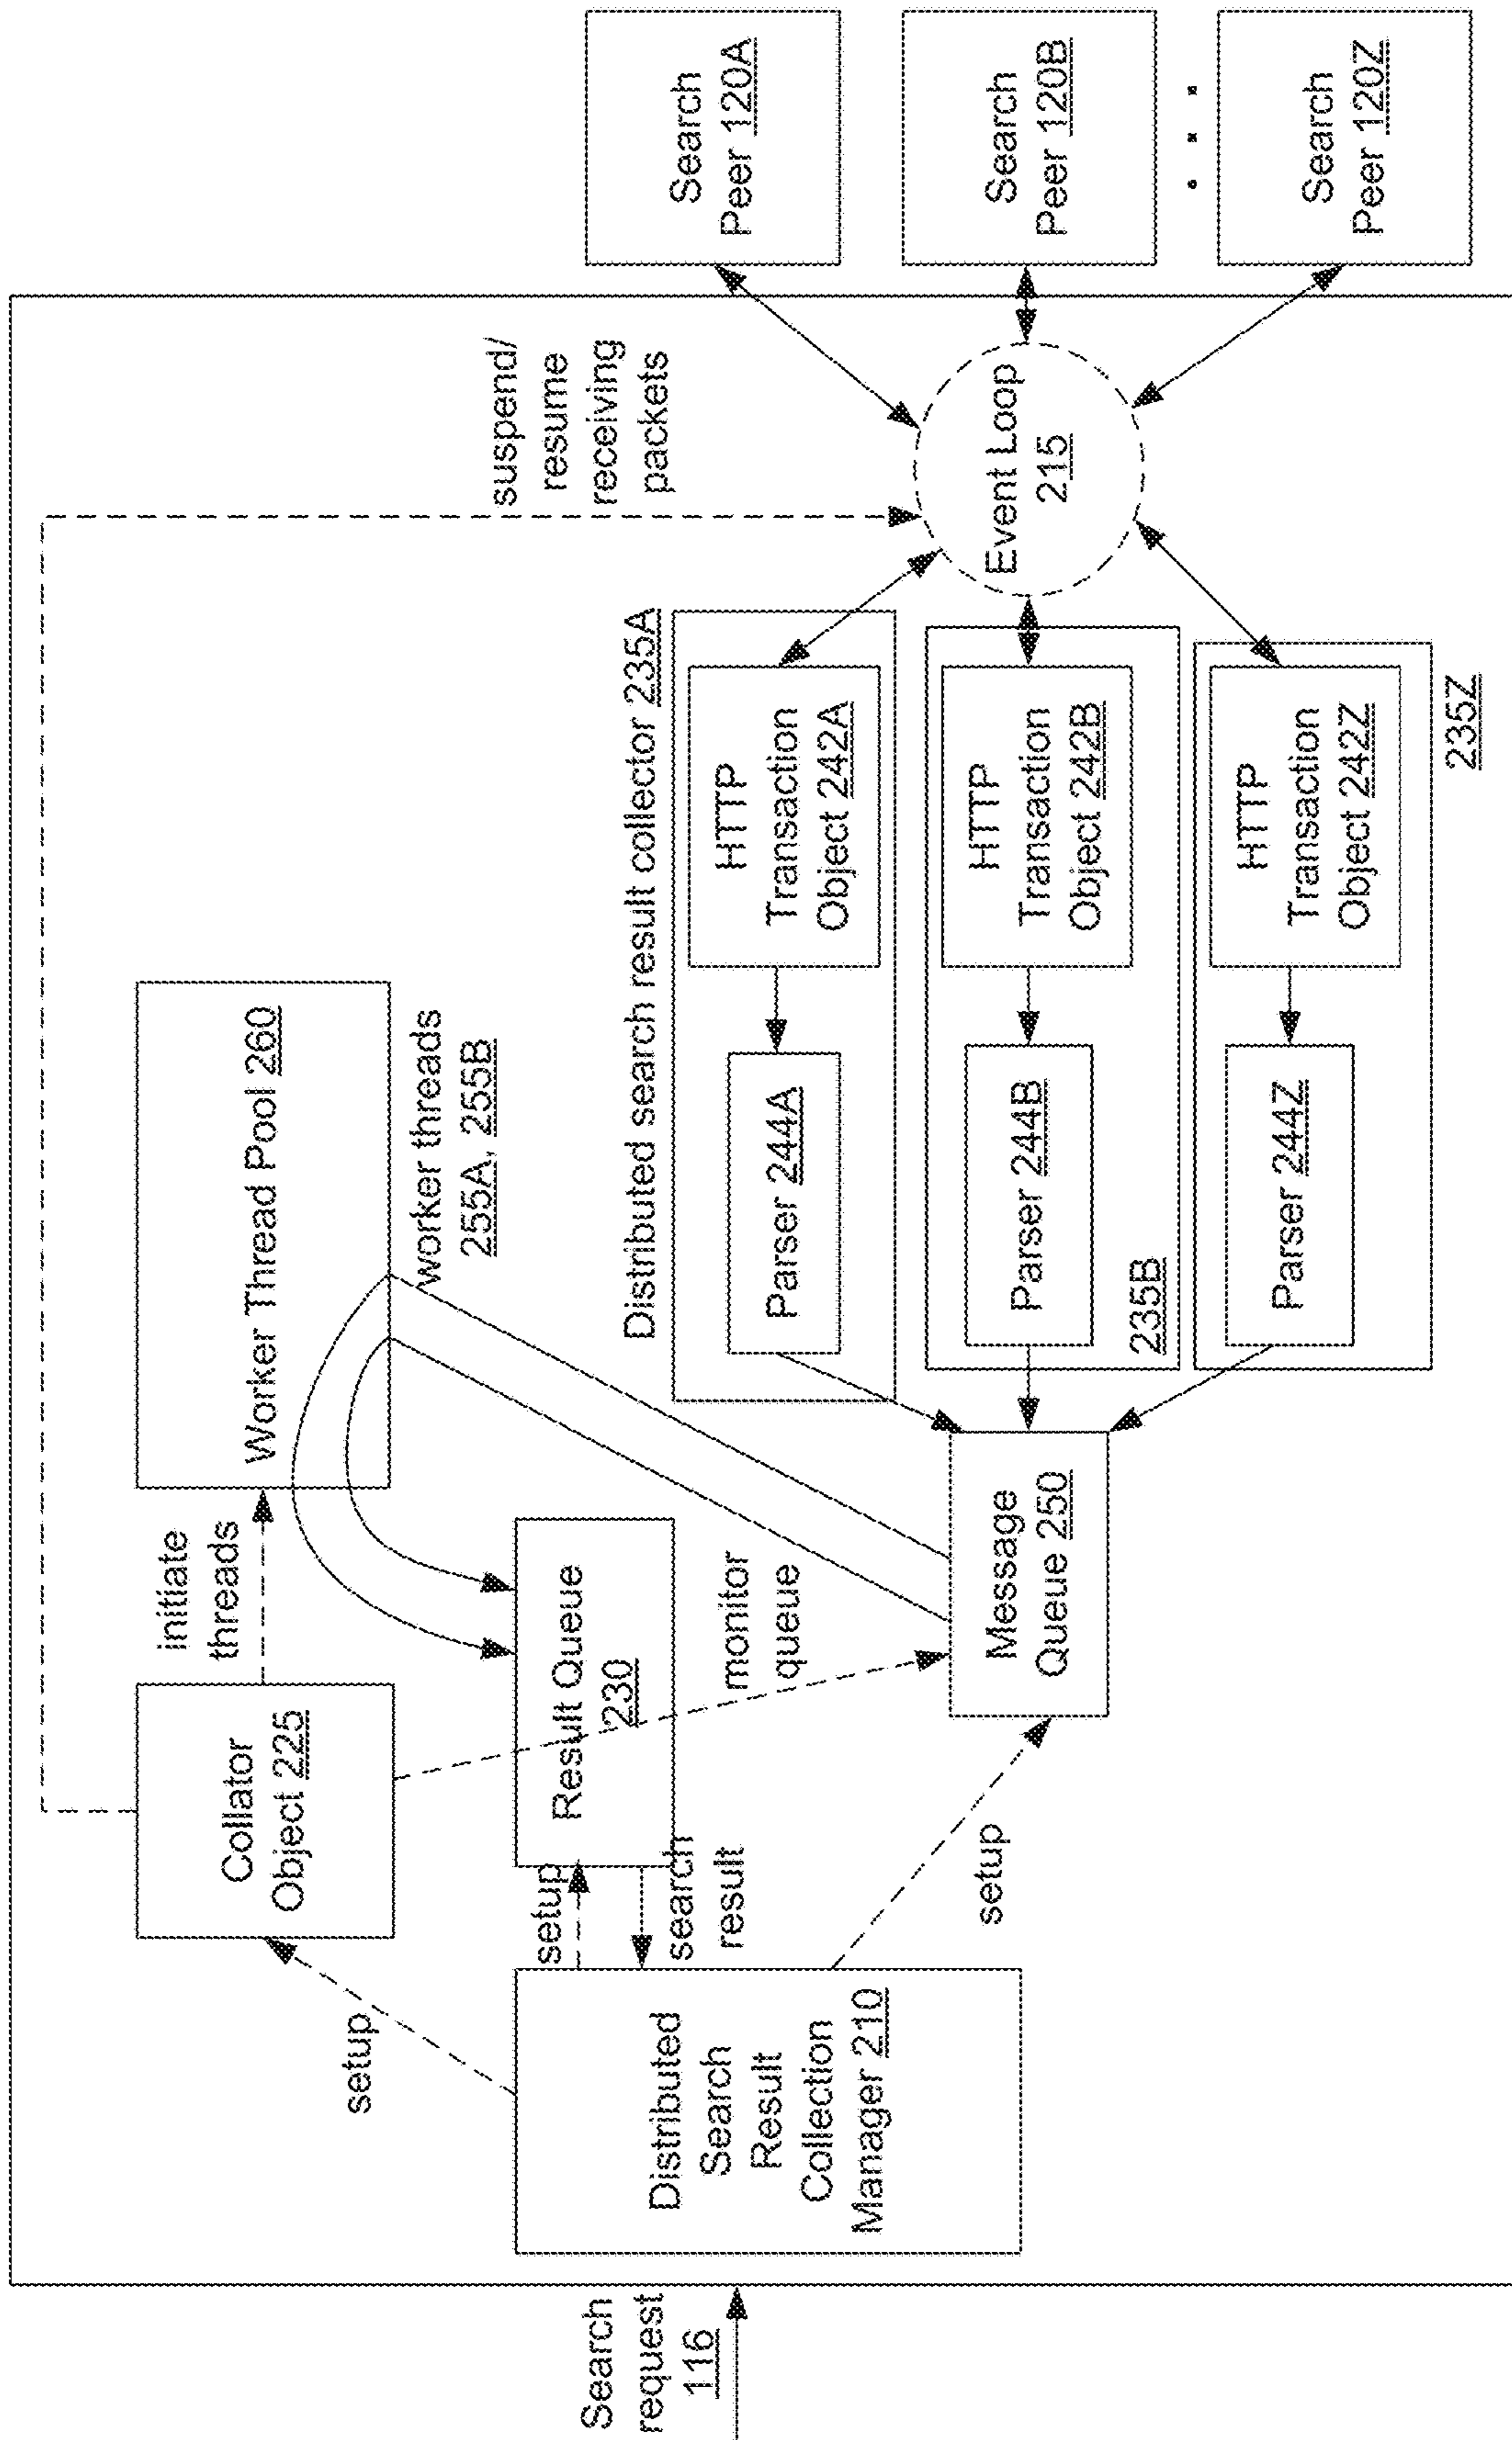 Search
request
116
Distributed
Search
Result
Collection
Manager 210
setup
setup
search
result
setup
Collator
Object 225
initiate
threads
Worker Thread Pool 260
worker threads
255A, 255B
Result Queue
230
monitor
queue
Message
Queue 250
suspend/
resume
receiving
packets
Distributed search result collector 235A
Parser 244A
HTTP
Transaction
Object 242A
Parser 244B
235B
HTTP
Transaction
Object 242B
Parser 244Z
HTTP
Transaction
Object 242Z
235Z
Event Loop
215
Search
Peer 120A
Search
Peer 120B
Search
Peer 120Z